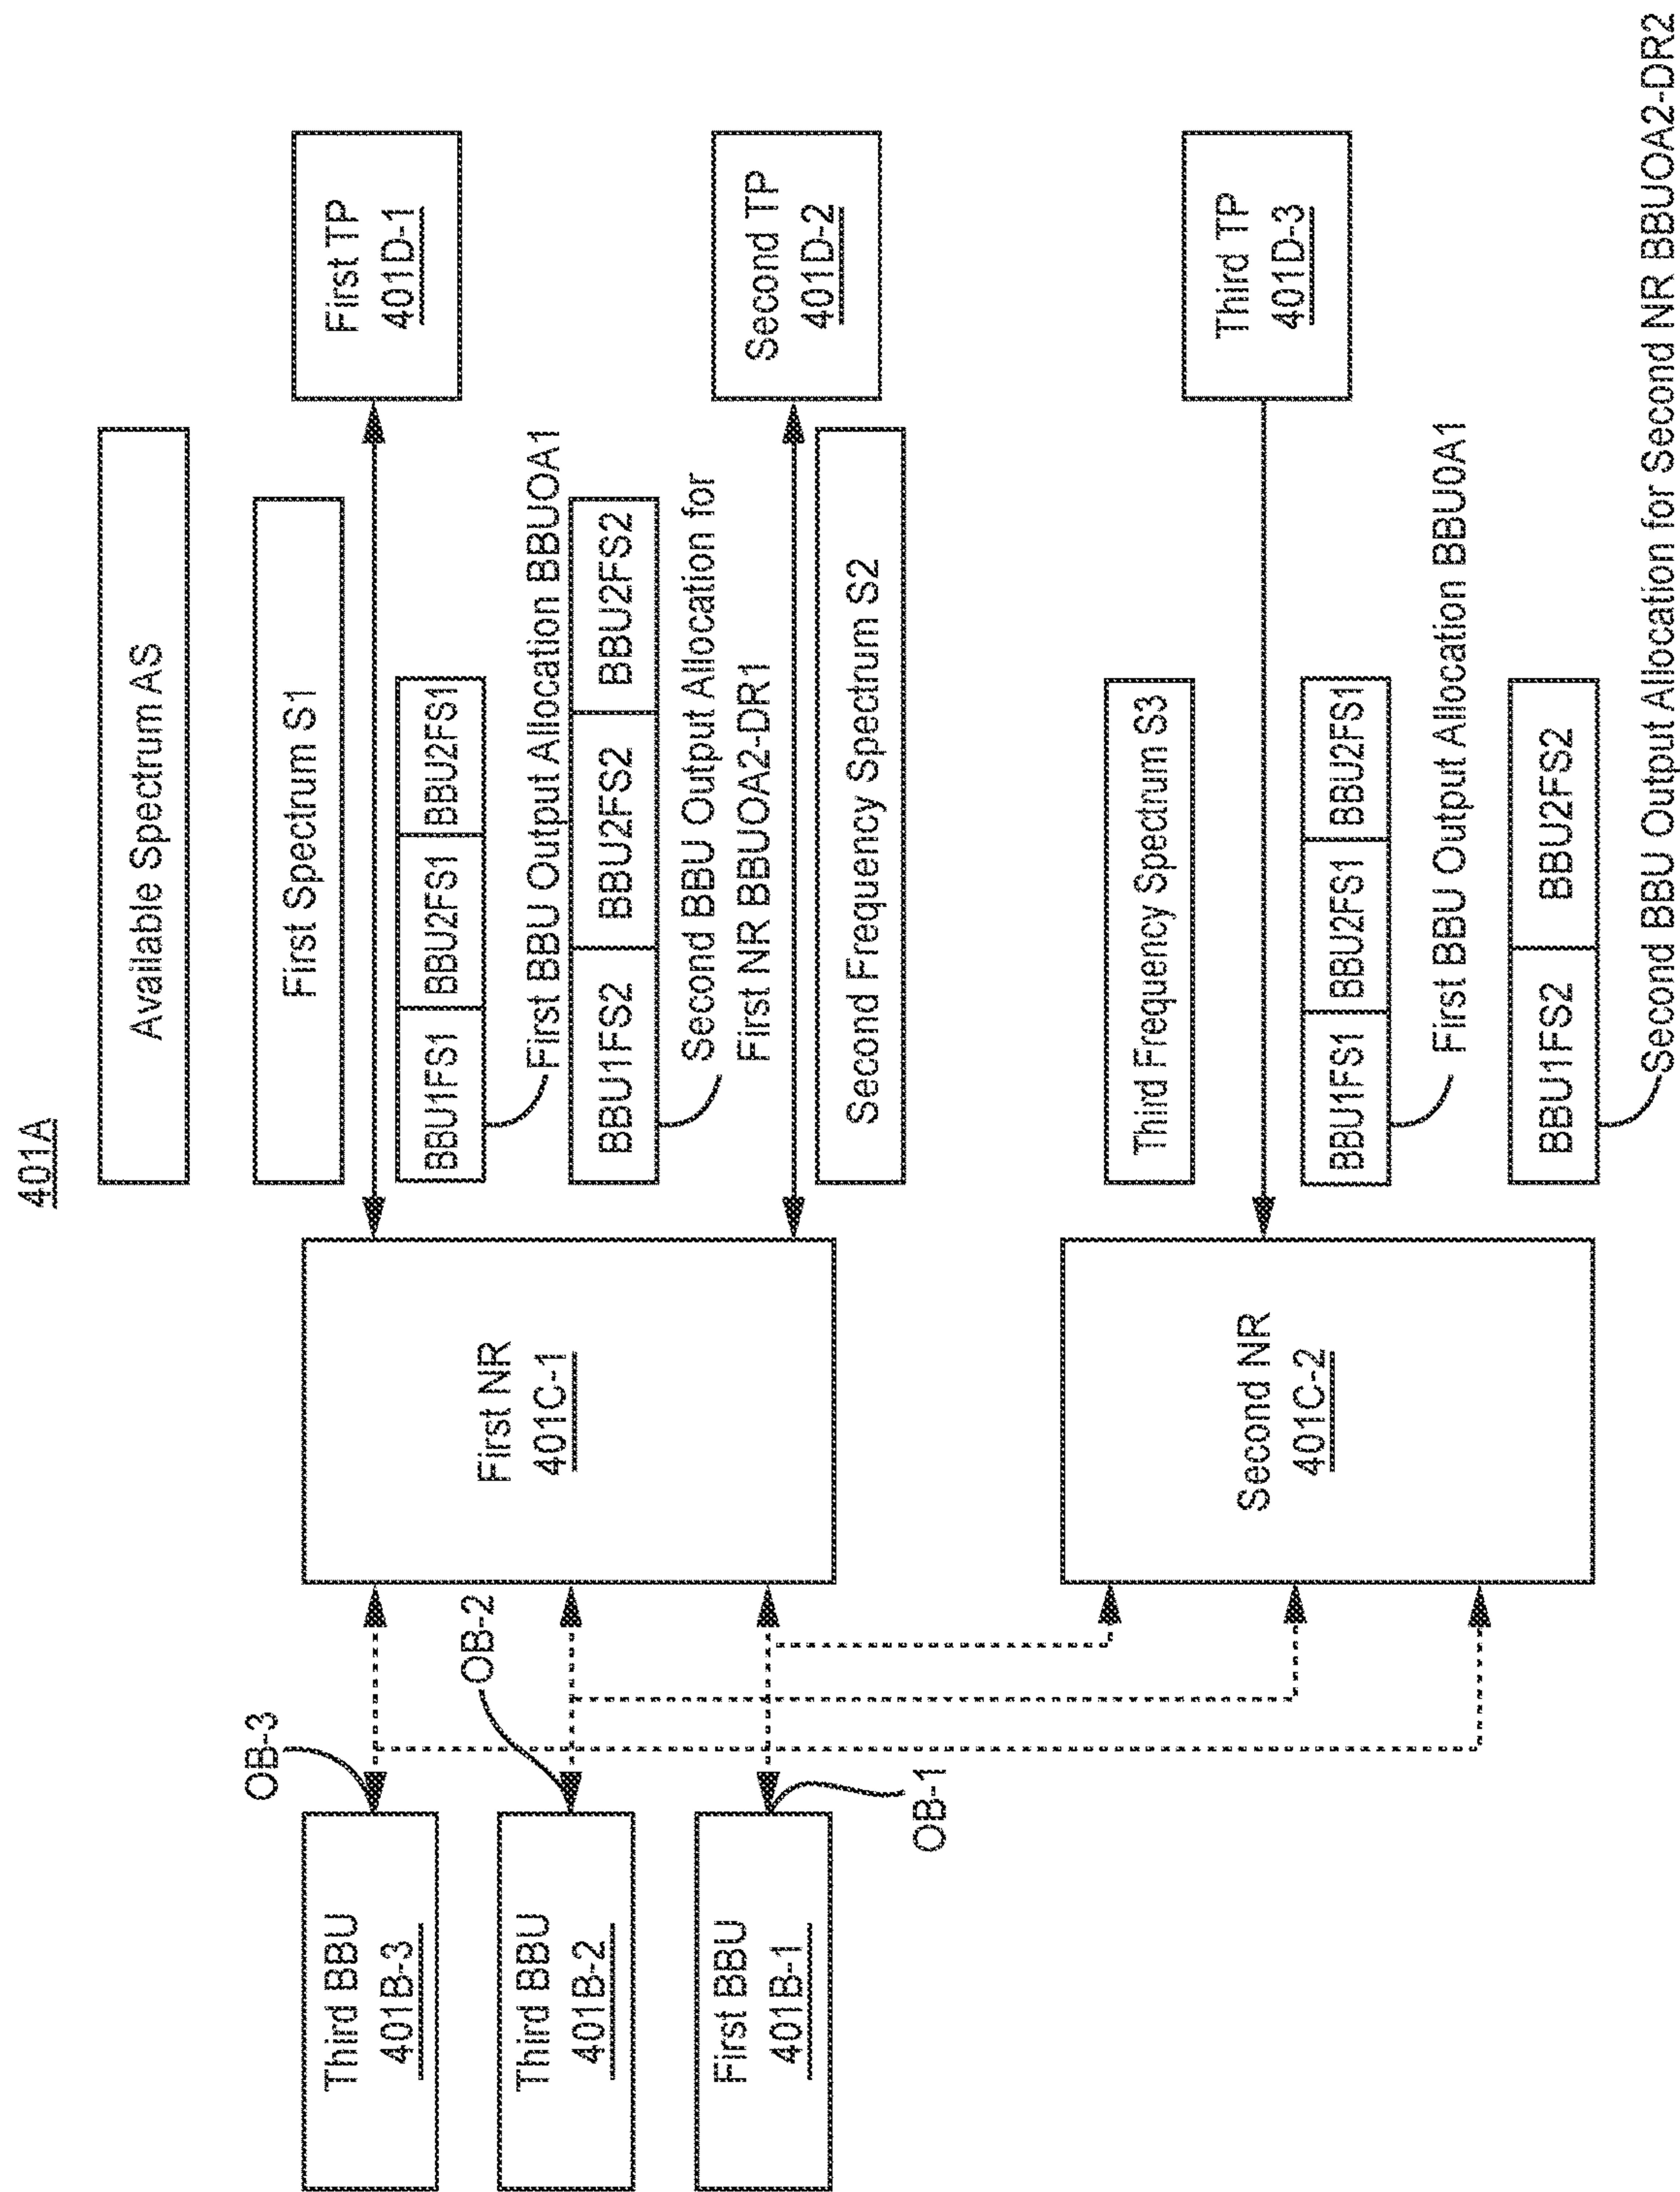 401A
Available Spectrum AS
First Spectrum S1
First TP
401D-1
BBU1FS1 BBU2FS1 BBU2FS1
First BBU Output Allocation BBUOA1
BBU1FS2 BBU2FS2 BBU2FS2
Second BBU Output Allocation for
First NR BBUOA2-DR1
Second TP
401D-2
Second Frequency Spectrum S2
OB-3
Third BBU
401B-3
OB-2
Third BBU
401B-2
First BBU
401B-1
OB-1
First NR
401C-1
Second NR
401C-2
Third Frequency Spectrum S3
Third TP
401D-3
BBU1FS1 BBU2FS1 BBU2FS1
First BBU Output Allocation BBU0A1
BBU1FS2 BBU2FS2
Second BBU Output Allocation for Second NR BBUOA2-DR2